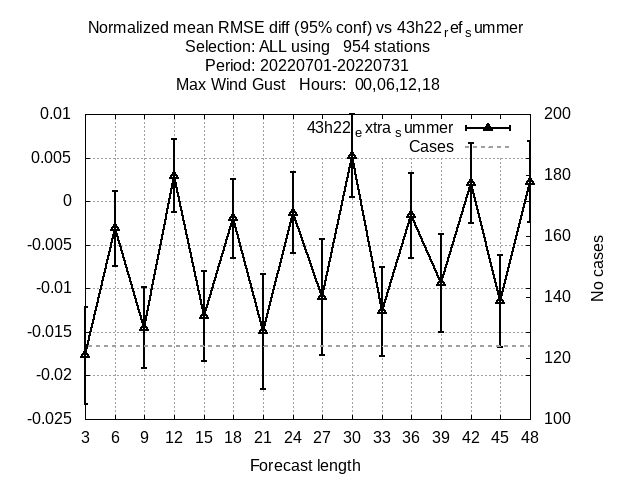 Normalized mean RMSE diff (95% conf) vs 43h22refsummer
Selection: ALL using   954 stations
Period: 20220701-20220731
Max Wind Gust   Hours:  00,06,12,18
43h22extrasummer
Cases
0.01
0.005
0
-0.005
-0.01
-0.015
-0.02
-0.025
200
180
160
140
120
100
No cases
3 6 9 12 15 18 21 24 27 30 33 36 39 42 45 48
Forecast length